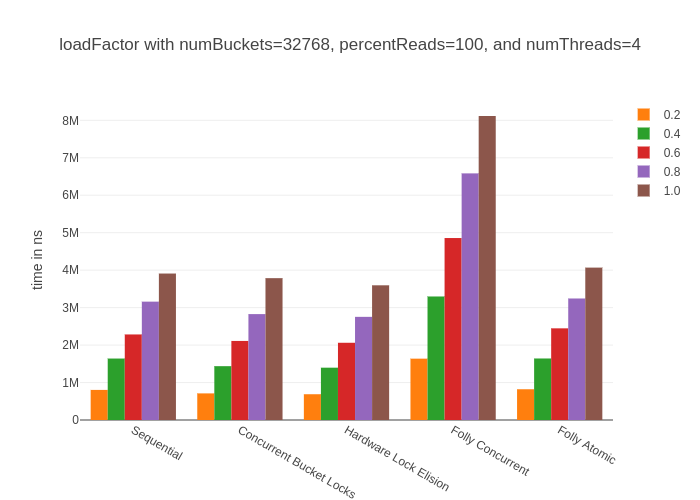 loadFactor with numBuckets=32768, percentReads=100, and numThreads=4
0.2
0.4
0.6
0.8
1.0
time in ns
8M
7M
6M
5M
4M
3M
2M
1M
0
Sequential
Concurrent Bucket Locks
Hardware Lock Elision
Folly Concurrent
Folly Atomic